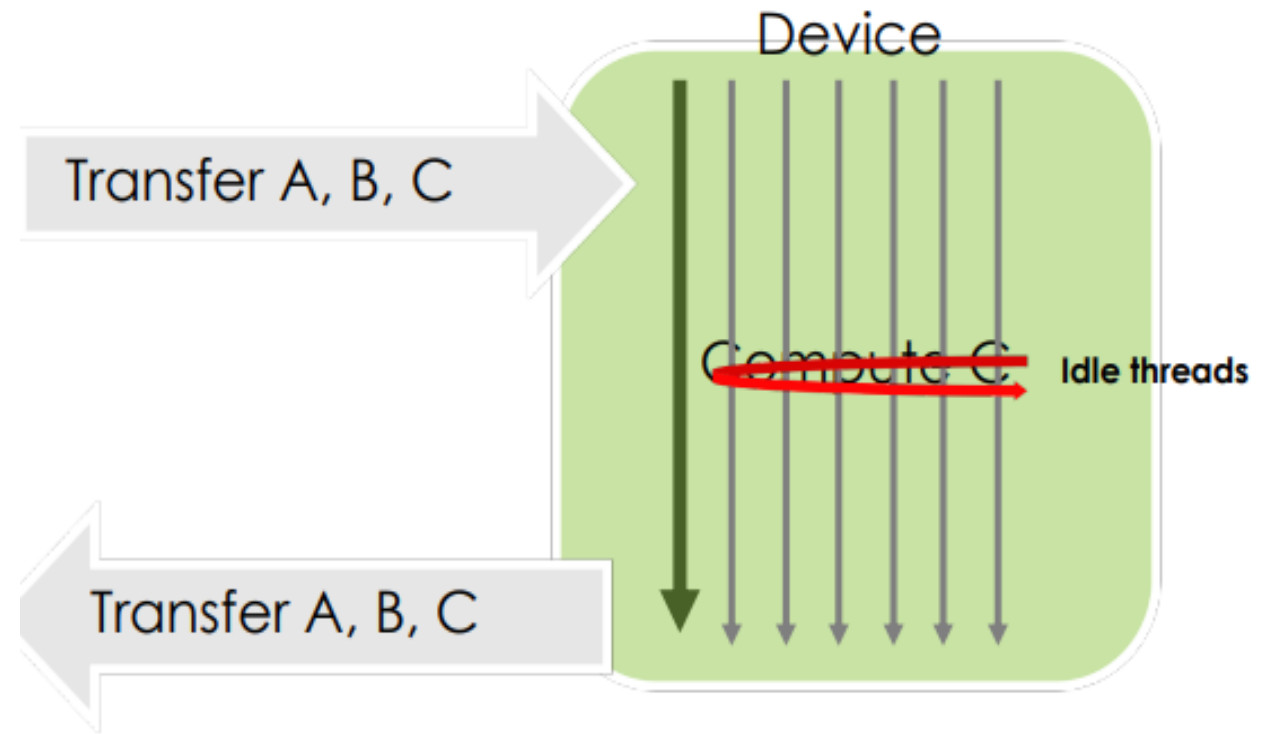 Device
Transfer A, B, C
Compute C
Idle threads
Transfer A, B, C